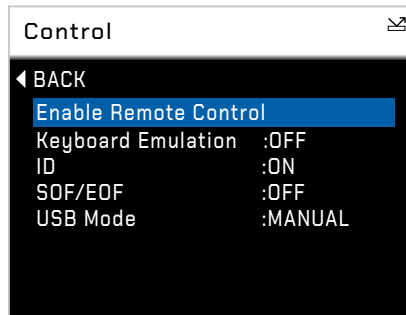 Control
BACK
Enable Remote Control
Keyboard Emulation :OFF
ID :ON
SOF/EOF :OFF
USB Mode :MANUAL